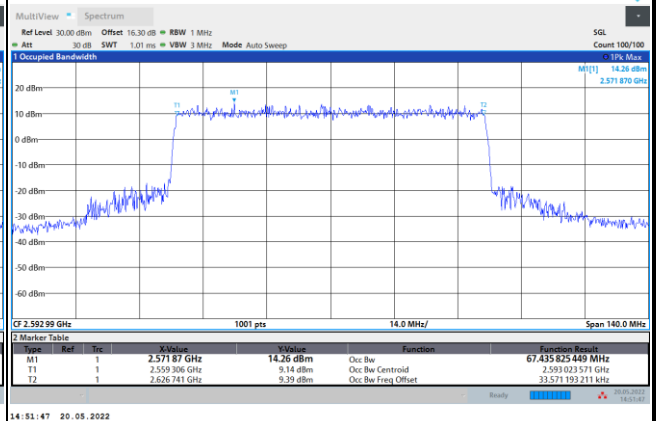 MultiView Spectrum
Ref Level 30.00 dBm Offset 16.30 dB RBW 1 MHz SGL
Att 30 dB SWT 1.01 ms VBW 3 MHz Mode Auto Sweep Count 100/100
1 Occupied Bandwidth 1Pk Max
M1[1] 14.26 dBm
2.571 870 GHz
20 dBm
M1
T1 T2
10 dBm
0 dBm
-10 dBm
-20 dBm
-30 dBm
-40 dBm
-50 dBm
-60 dBm
CF 2.592 99 GHz 1001 pts 14.0 MHz/ Span 140.0 MHz
2 Marker Table
Type Ref Trc X-Value Y-Value Function Function Result
M1 1 2.571 87 GHz 14.26 dBm Occ Bw 67.435 825 449 MHz
T1 1 2.559 306 GHz 9.14 dBm Occ Bw Centroid 2.593 023 571 GHz
T2 1 2.626 741 GHz 9.39 dBm Occ Bw Freq Offset 33.571 193 211 kHz
Ready 20.05.2022
14:51:47
14:51:47 20.05.2022